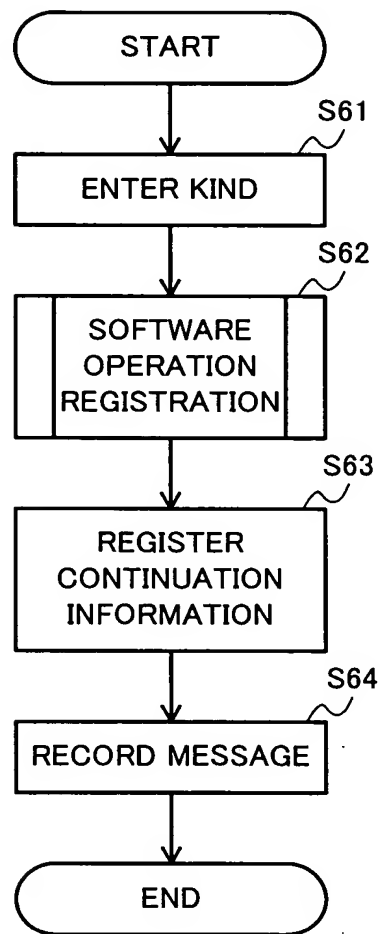 START
S61
ENTER KIND
S62
SOFTWARE
OPERATION
REGISTRATION
S63
REGISTER
CONTINUATION
INFORMATION
S64
RECORD MESSAGE
END